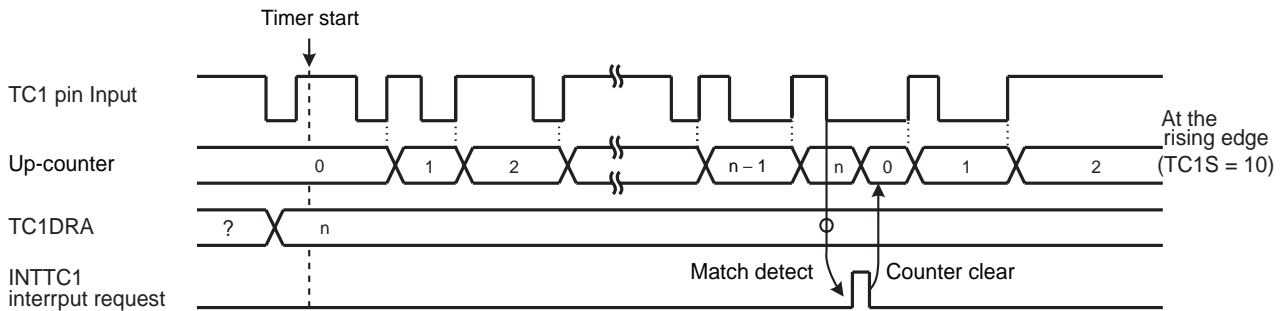 Timer start
TC1 pin Input
At the
rising edge
(TC1S = 10)
Up-counter
0
1
2
n – 1
n
0
1
2
TC1DRA
?
n
Match detect
Counter clear
INTTC1
interrput request